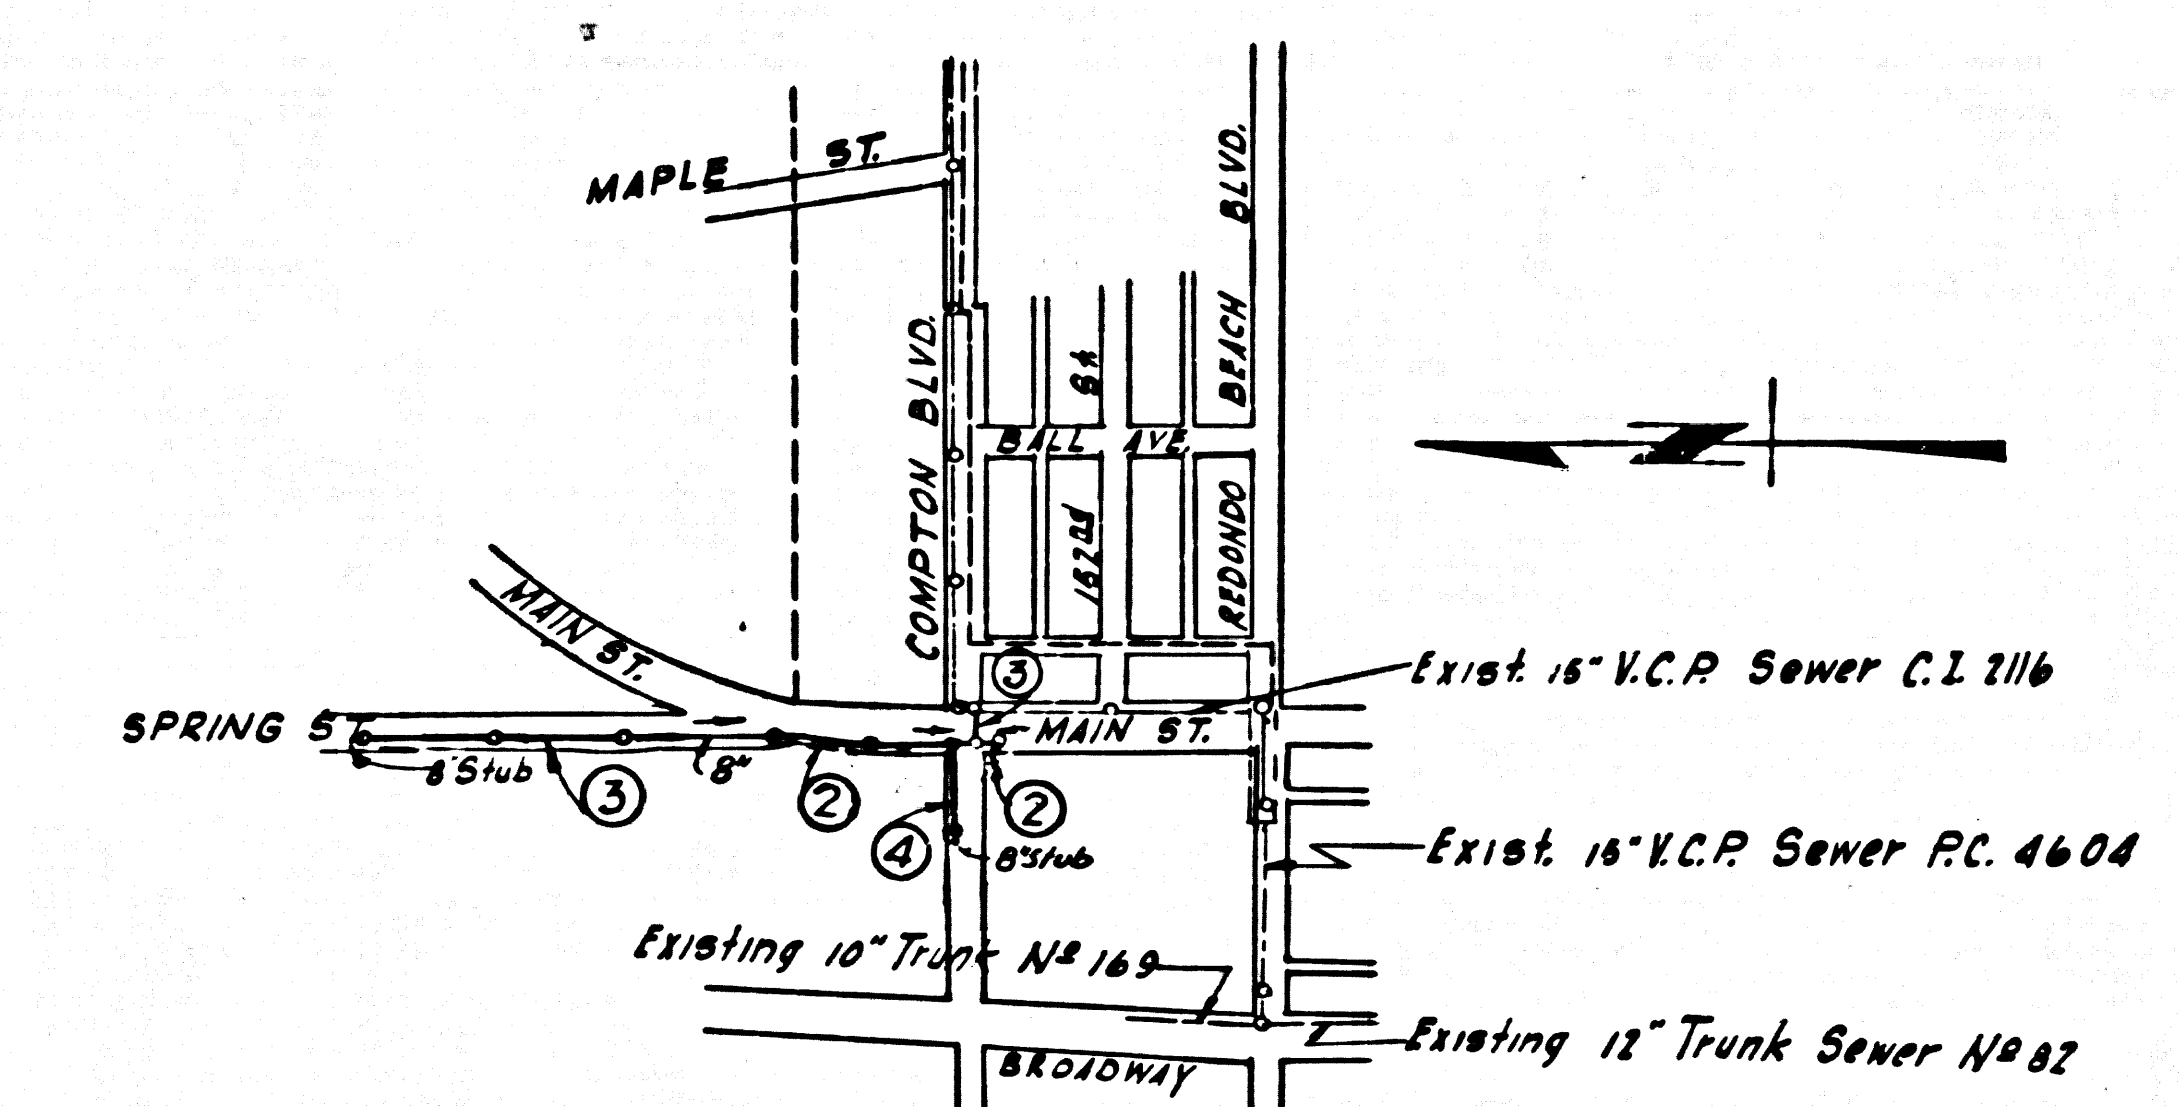 MAPLE ST.
COMPTON BLVD.
REDONDO BEACH BLVD.
BALL AVE.
162nd St
MAIN ST.
SPRING ST.
MAIN ST.
3
3
2
2
4
8" Stub
8"
8" Stub
Exist. 15" V.C.P. Sewer C.I. 2116
Exist. 15" V.C.P. Sewer P.C. 4604
Existing 10" Trunk Nº 169
Existing 12" Trunk Sewer Nº 82
BROADWAY